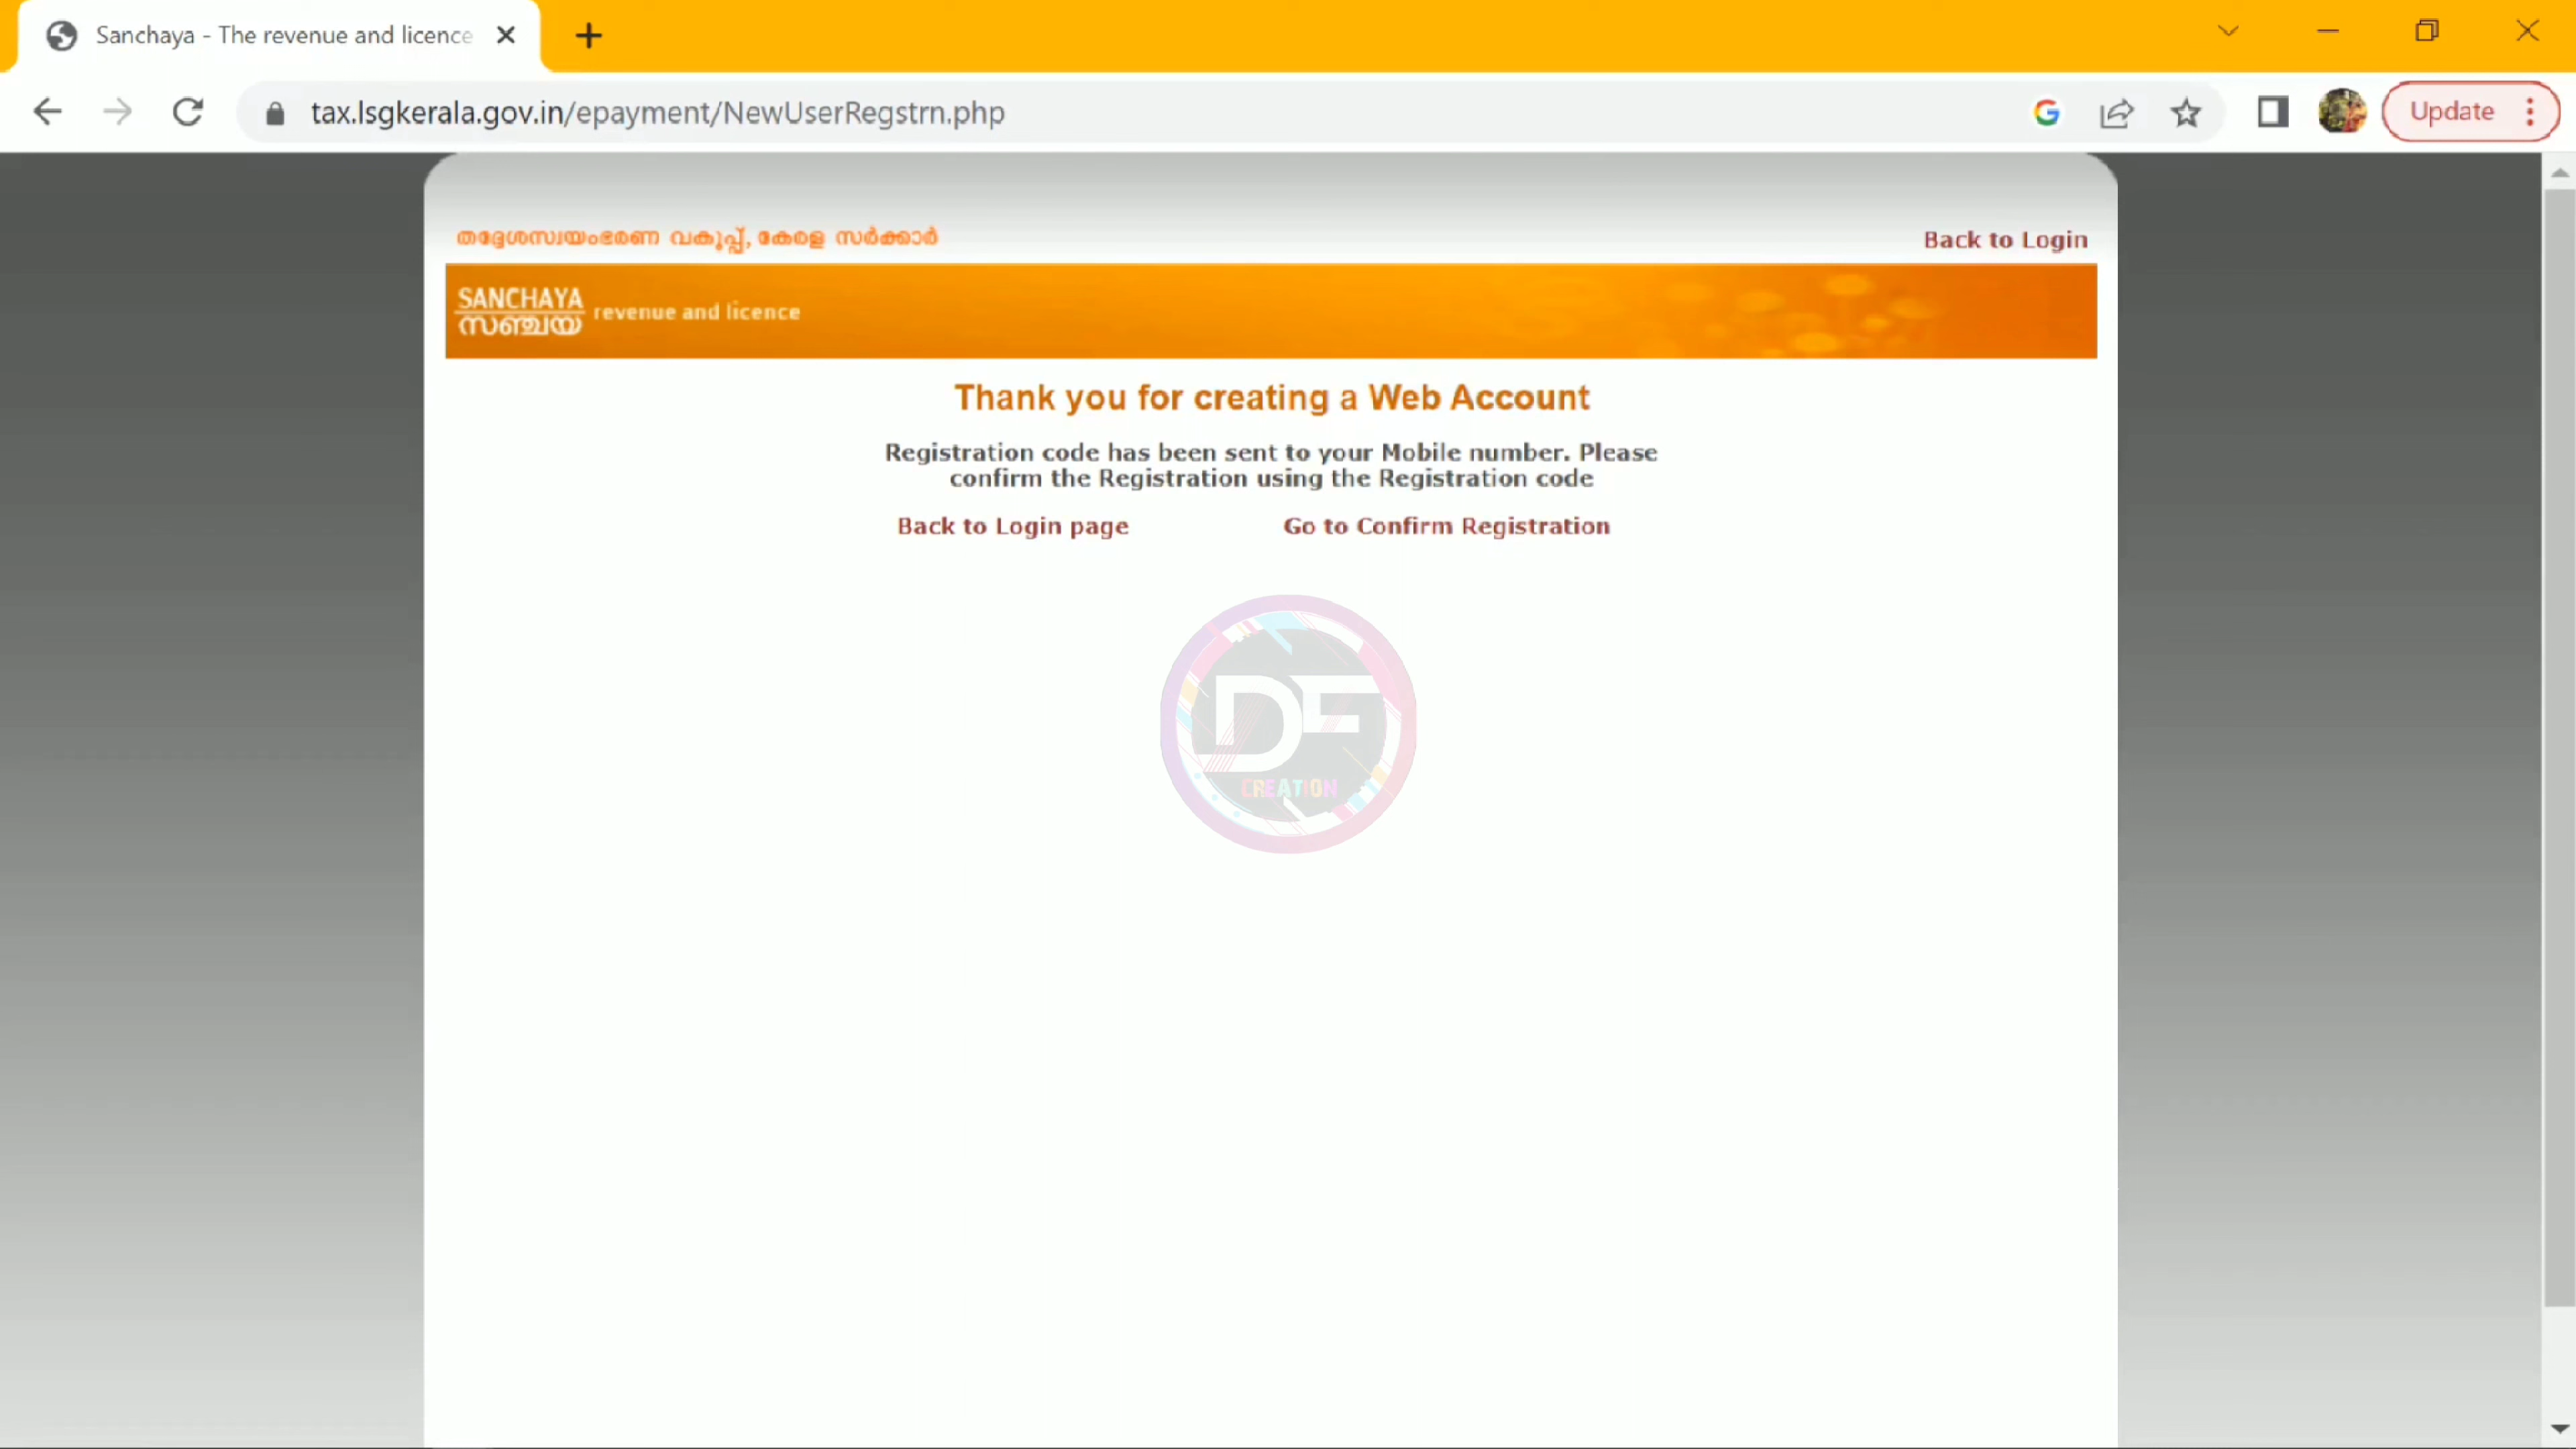 Sanchaya - The revenue and licence
tax.lsgkerala.gov.in/epayment/NewUserRegstrn.php
Update
തദ്ദേശസ്വയംഭരണ വകുപ്പ്, കേരള സർക്കാർ
Back to Login
SANCHAYA
സഞ്ചയ
revenue and licence
Thank you for creating a Web Account
Registration code has been sent to your Mobile number. Please
confirm the Registration using the Registration code
Back to Login page
Go to Confirm Registration
DF
CREATION